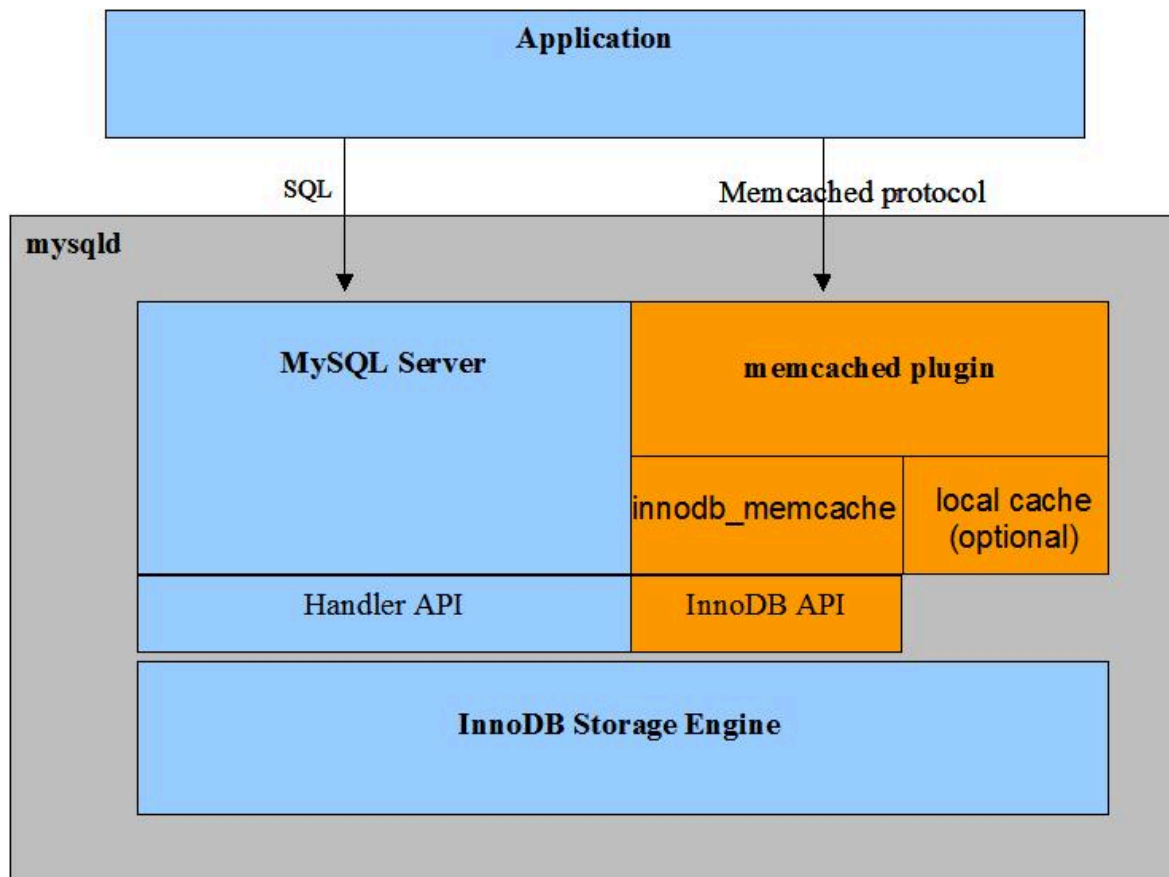 Application
SQL
Memcached protocol
mysqld
MySQL Server
memcached plugin
innodb_memcache
local cache
(optional)
Handler API
InnoDB API
InnoDB Storage Engine